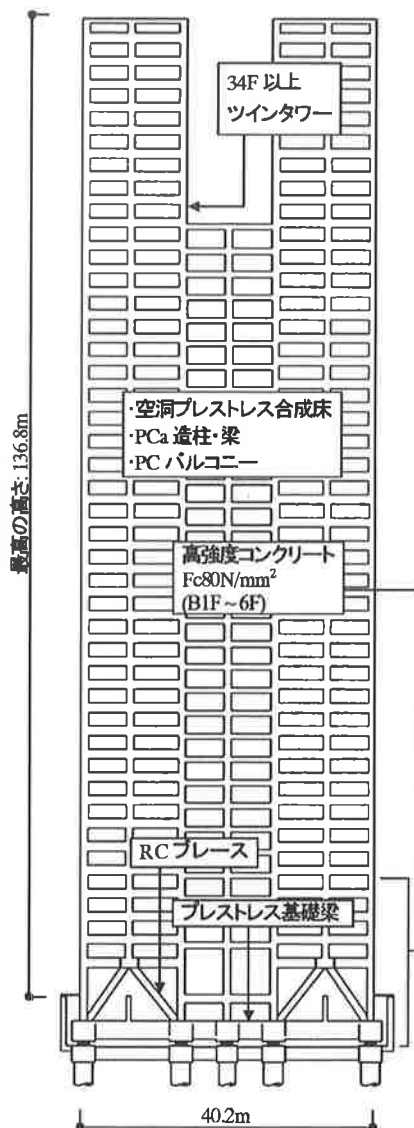 34F 以上
ツインタワー
最高の高さ: 136.8m
・空洞プレストレス合成床
・PCa 造柱・梁
・PC バルコニー
高強度コンクリート
Fc80N/mm²
(B1F~6F)
RC ブレース
プレストレス基礎梁
40.2m